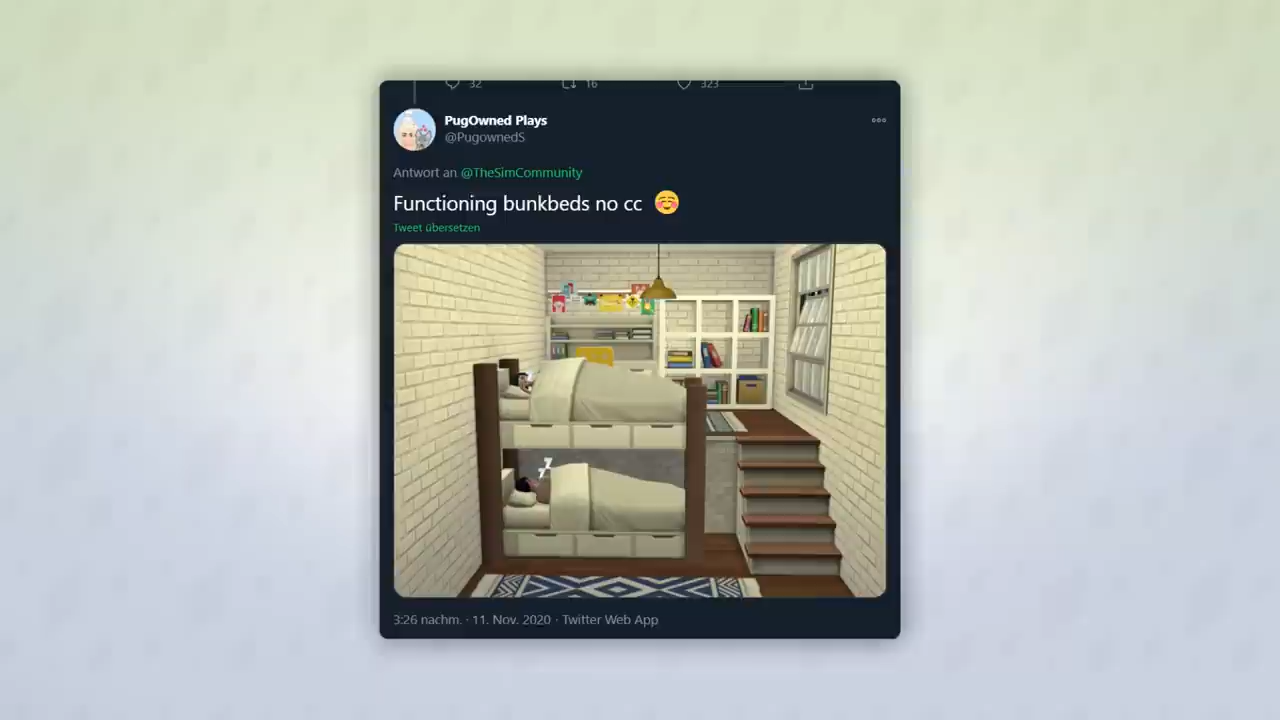 32 16 323
PugOwned Plays
@PugownedS
Antwort an @TheSimCommunity
Functioning bunkbeds no cc ☺️
Tweet übersetzen
3:26 nachm. · 11. Nov. 2020 · Twitter Web App